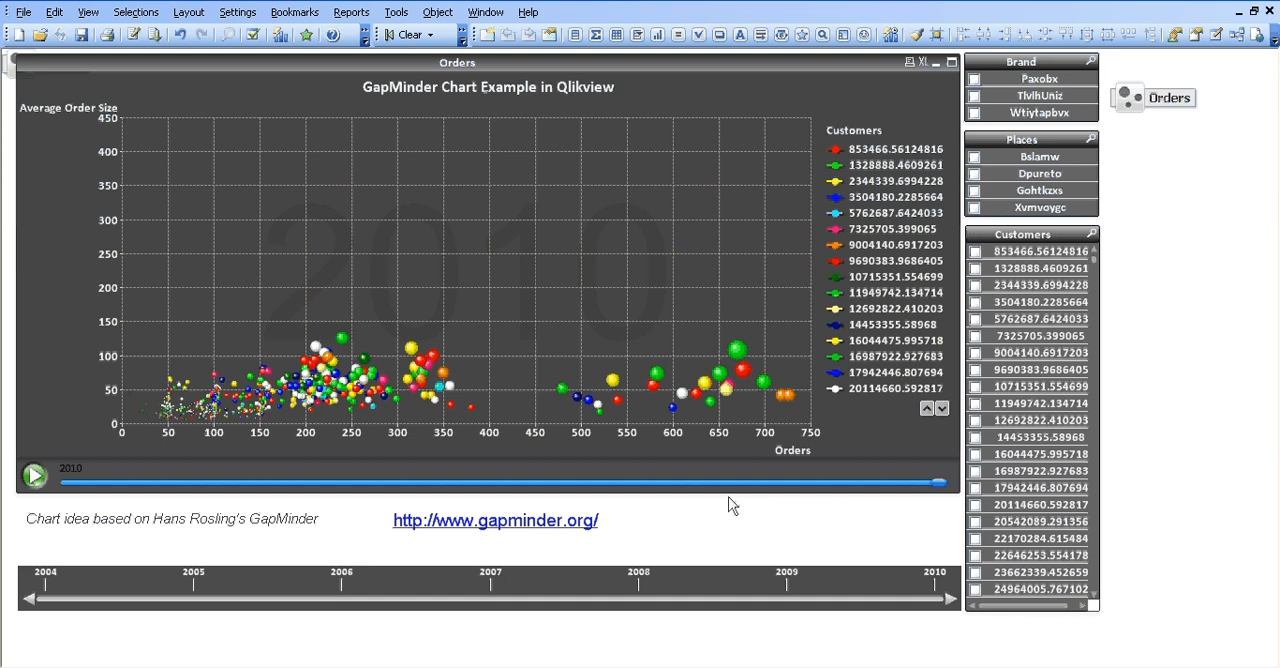 File Edit View Selections Layout Settings Bookmarks Reports Tools Object Window Help
Clear
Orders
XL
GapMinder Chart Example in Qlikview
Average Order Size
450
400
350
300
250
200
150
100
50
0
0 50 100 150 200 250 300 350 400 450 500 550 600 650 700 750
Orders
2010
Customers
853466.56124816
1328888.4609261
2344339.6994228
3504180.2285664
5762687.6424033
7325705.399065
9004140.6917203
9690383.9686405
10715351.554699
11949742.134714
12692822.410203
14453355.58968
16044475.995718
16987922.927683
17942446.807694
20114660.592817
2010
Chart idea based on Hans Rosling's GapMinder
http://www.gapminder.org/
2004 2005 2006 2007 2008 2009 2010
Brand
Paxobx
TlvlhUniz
Wtiytapbvx
Places
Bslamw
Dpureto
Gohtkzxs
Xvmvoygc
Customers
853466.56124816
1328888.4609261
2344339.6994228
3504180.2285664
5762687.6424033
7325705.399065
9004140.6917203
9690383.9686405
10715351.554699
11949742.134714
12692822.410203
14453355.58968
16044475.995718
16987922.927683
17942446.807694
20114660.592817
20542089.291356
22170284.615484
22646253.554178
23662339.452659
24964005.767102
Orders